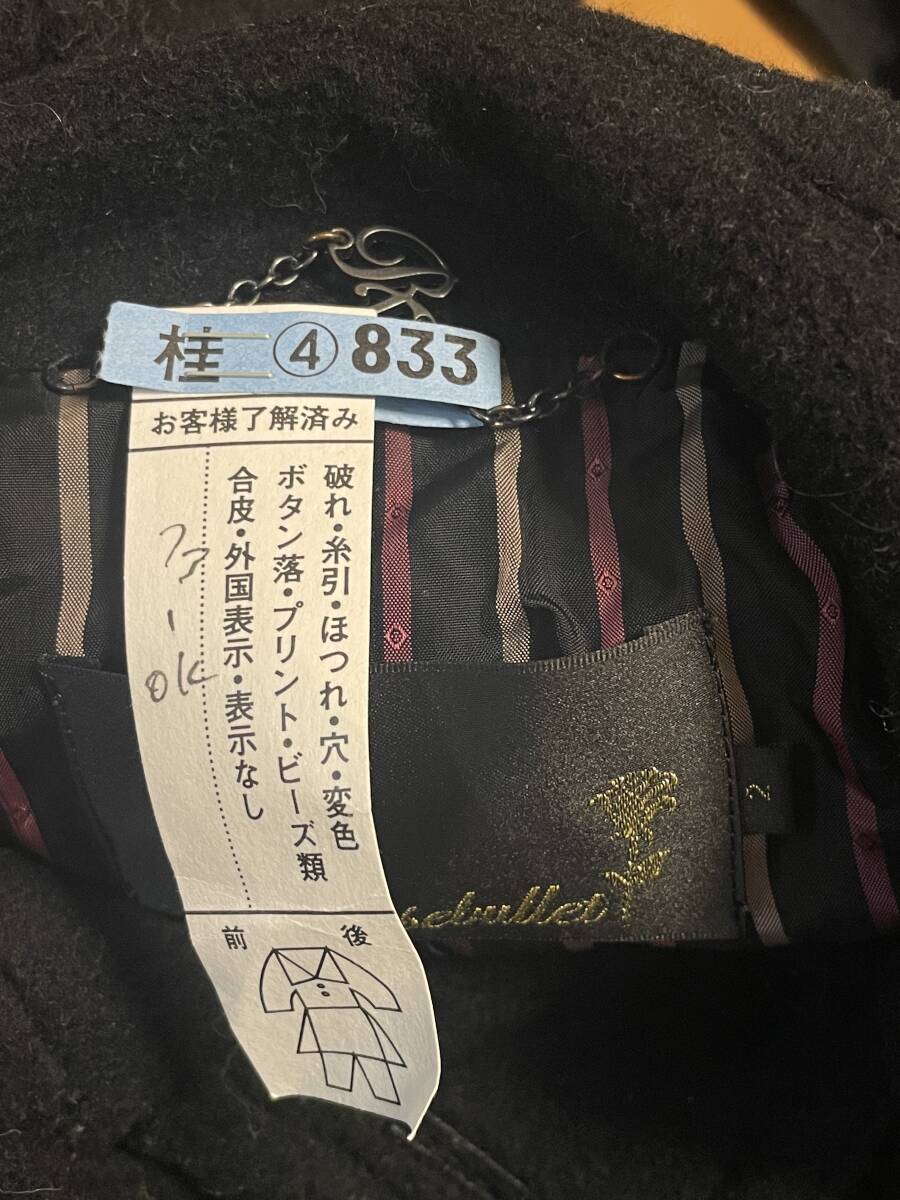 桂 ④ 833
お客様了解済み
破れ・糸引・ほつれ・穴・変色
ボタン落・プリント・ビーズ類
合皮・外国表示・表示なし
ファー
OK
前 後
sebullet
2